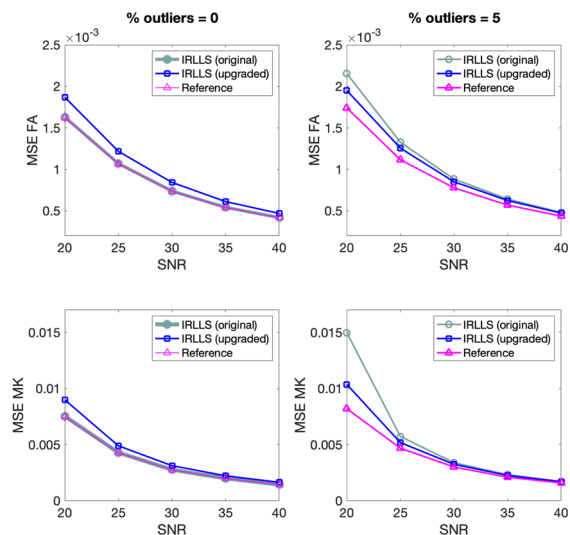 % outliers = 0
% outliers = 5
×10⁻³
2.5
2
1.5
1
0.5
MSE FA
20 25 30 35 40
SNR
IRLLS (original)
IRLLS (upgraded)
Reference
×10⁻³
2.5
2
1.5
1
0.5
MSE FA
20 25 30 35 40
SNR
IRLLS (original)
IRLLS (upgraded)
Reference
0.015
0.01
0.005
0
MSE MK
20 25 30 35 40
SNR
IRLLS (original)
IRLLS (upgraded)
Reference
0.015
0.01
0.005
0
MSE MK
20 25 30 35 40
SNR
IRLLS (original)
IRLLS (upgraded)
Reference